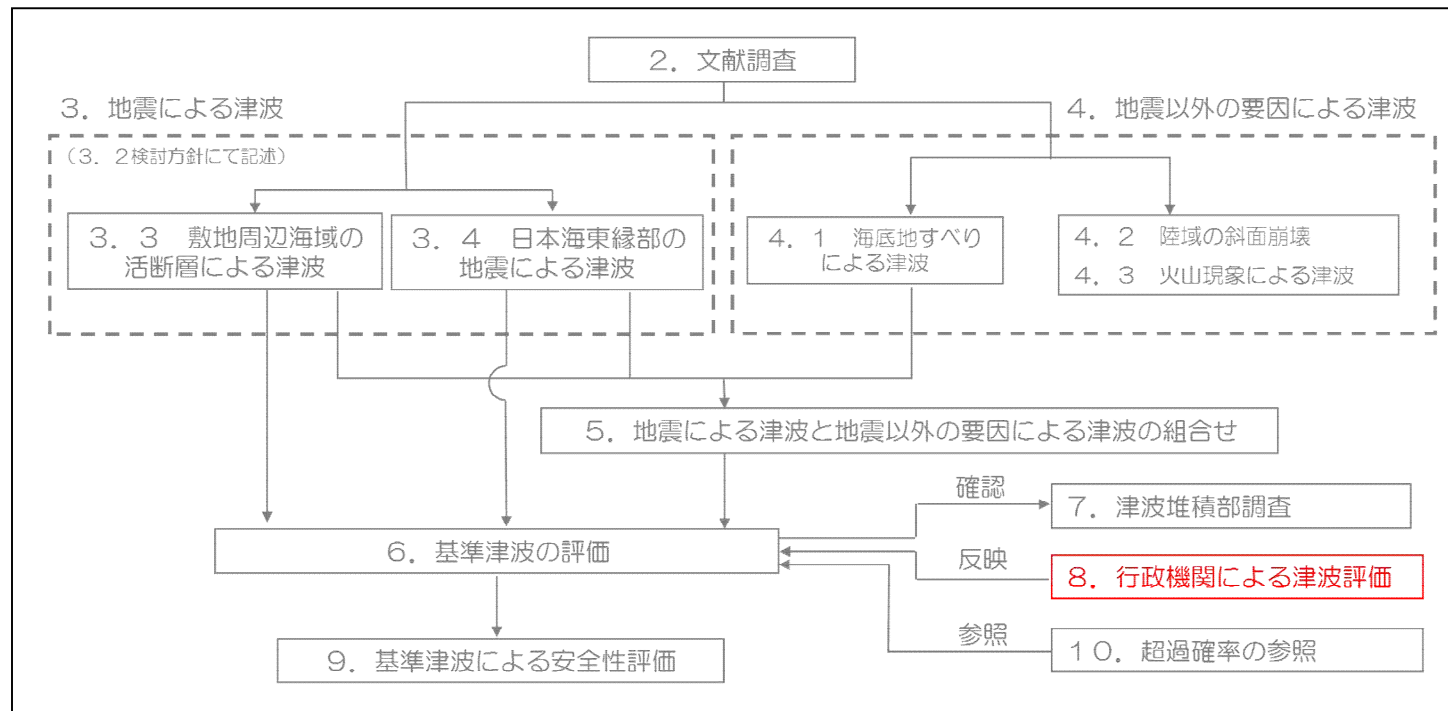 2．文献調査
3．地震による津波
4．地震以外の要因による津波
(3．2検討方針にて記述)
3．3　敷地周辺海域の
活断層による津波
3．4　日本海東縁部の
地震による津波
4．1　海底地すべり
による津波
4．2　陸域の斜面崩壊
4．3　火山現象による津波
5．地震による津波と地震以外の要因による津波の組合せ
確認
7．津波堆積部調査
6．基準津波の評価
反映
8．行政機関による津波評価
参照
9．基準津波による安全性評価
10．超過確率の参照